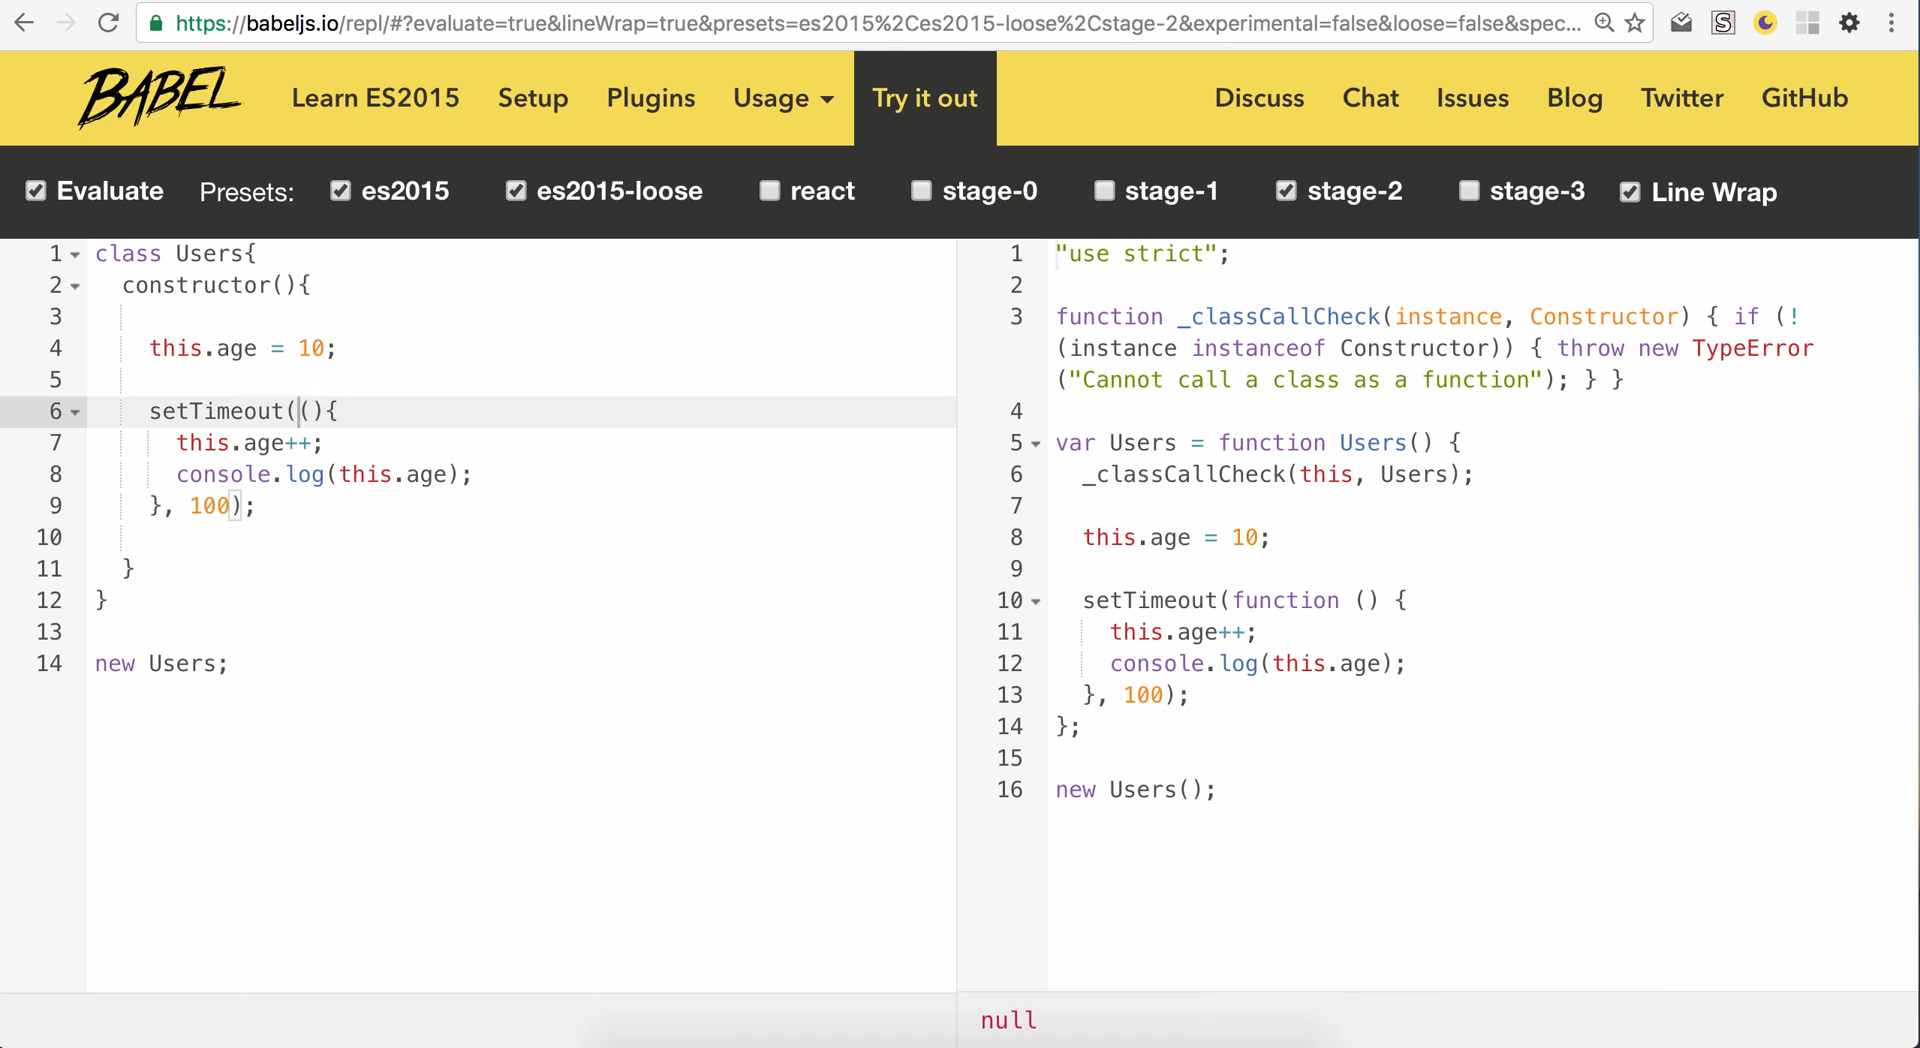 https://babeljs.io/repl/#?evaluate=true&lineWrap=true&presets=es2015%2Ces2015-loose%2Cstage-2&experimental=false&loose=false&spec...
BABEL Learn ES2015 Setup Plugins Usage Try it out Discuss Chat Issues Blog Twitter GitHub
Evaluate Presets: es2015 es2015-loose react stage-0 stage-1 stage-2 stage-3 Line Wrap
1 class Users{
2 constructor(){
3
4 this.age = 10;
5
6 setTimeout((){
7 this.age++;
8 console.log(this.age);
9 }, 100);
10
11 }
12 }
13
14 new Users;
1 "use strict";
2
3 function _classCallCheck(instance, Constructor) { if (!
(instance instanceof Constructor)) { throw new TypeError
("Cannot call a class as a function"); } }
4
5 var Users = function Users() {
6 _classCallCheck(this, Users);
7
8 this.age = 10;
9
10 setTimeout(function () {
11 this.age++;
12 console.log(this.age);
13 }, 100);
14 };
15
16 new Users();
null